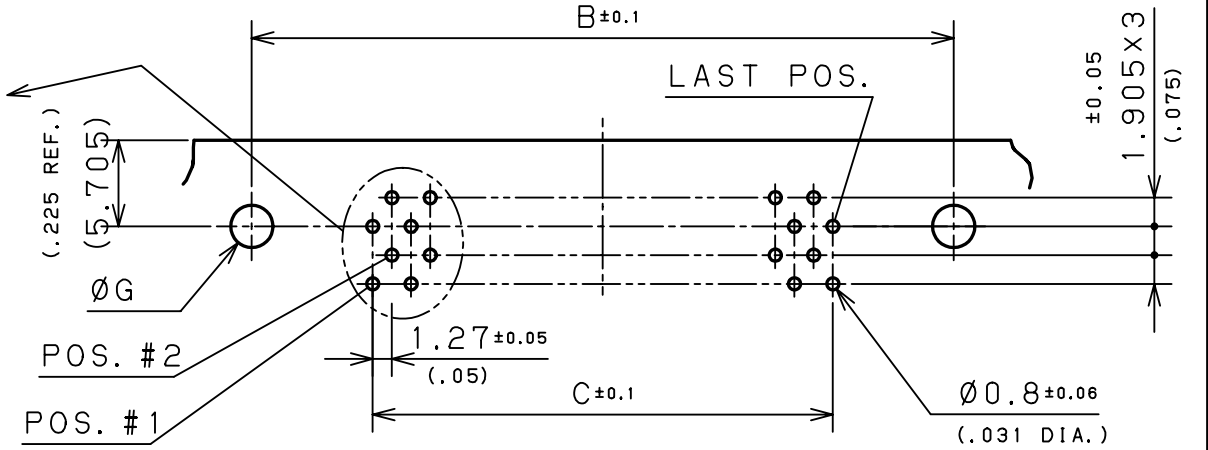 B±0.1
LAST POS.
±0.05
1.905x3
(.075)
(.225 REF.)
(5.705)
ØG
POS. #2
1.27±0.05
(.05)
C±0.1
Ø0.8±0.06
(.031 DIA.)
POS. #1